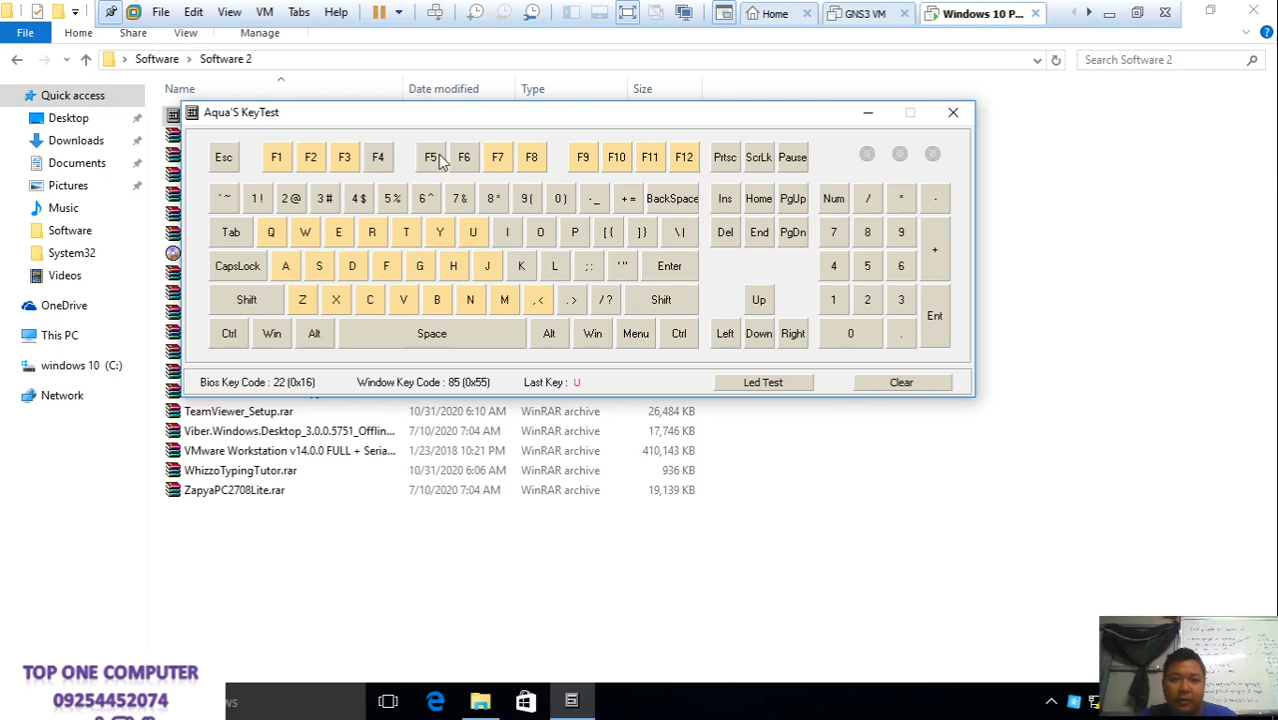 File Edit View VM Tabs Help Home GNS3 VM Windows 10 P...
File Home Share View Manage
Software Software 2 Search Software 2
Name Date modified Type Size
Quick access
Desktop
Downloads
Documents
Pictures
Music
Software
System32
Videos
OneDrive
This PC
windows 10 (C:)
Network
Aqua'S KeyTest
Esc F1 F2 F3 F4 F5 F6 F7 F8 F9 F10 F11 F12 Prtsc ScrLk Pause
`~ 1! 2@ 3# 4$ 5% 6^ 7& 8* 9( 0) -_ += BackSpace Ins Home PgUp Num / * -
Tab Q W E R T Y U I O P [{ ]} \| Del End PgDn 7 8 9 +
CapsLock A S D F G H J K L ;: '" Enter 4 5 6
Shift Z X C V B N M ,< .> /? Shift Up 1 2 3 Ent
Ctrl Win Alt Space Alt Win Menu Ctrl Left Down Right 0 .
Bios Key Code : 22 (0x16) Window Key Code : 85 (0x55) Last Key : U Led Test Clear
TeamViewer_Setup.rar 10/31/2020 6:10 AM WinRAR archive 26,484 KB
Viber.Windows.Desktop_3.0.0.5751_Offlin... 7/10/2020 7:04 AM WinRAR archive 17,746 KB
VMware Workstation v14.0.0 FULL + Seria... 1/23/2018 10:21 PM WinRAR archive 410,143 KB
WhizzoTypingTutor.rar 10/31/2020 6:06 AM WinRAR archive 936 KB
ZapyaPC2708Lite.rar 7/10/2020 7:04 AM WinRAR archive 19,139 KB
TOP ONE COMPUTER
09254452074